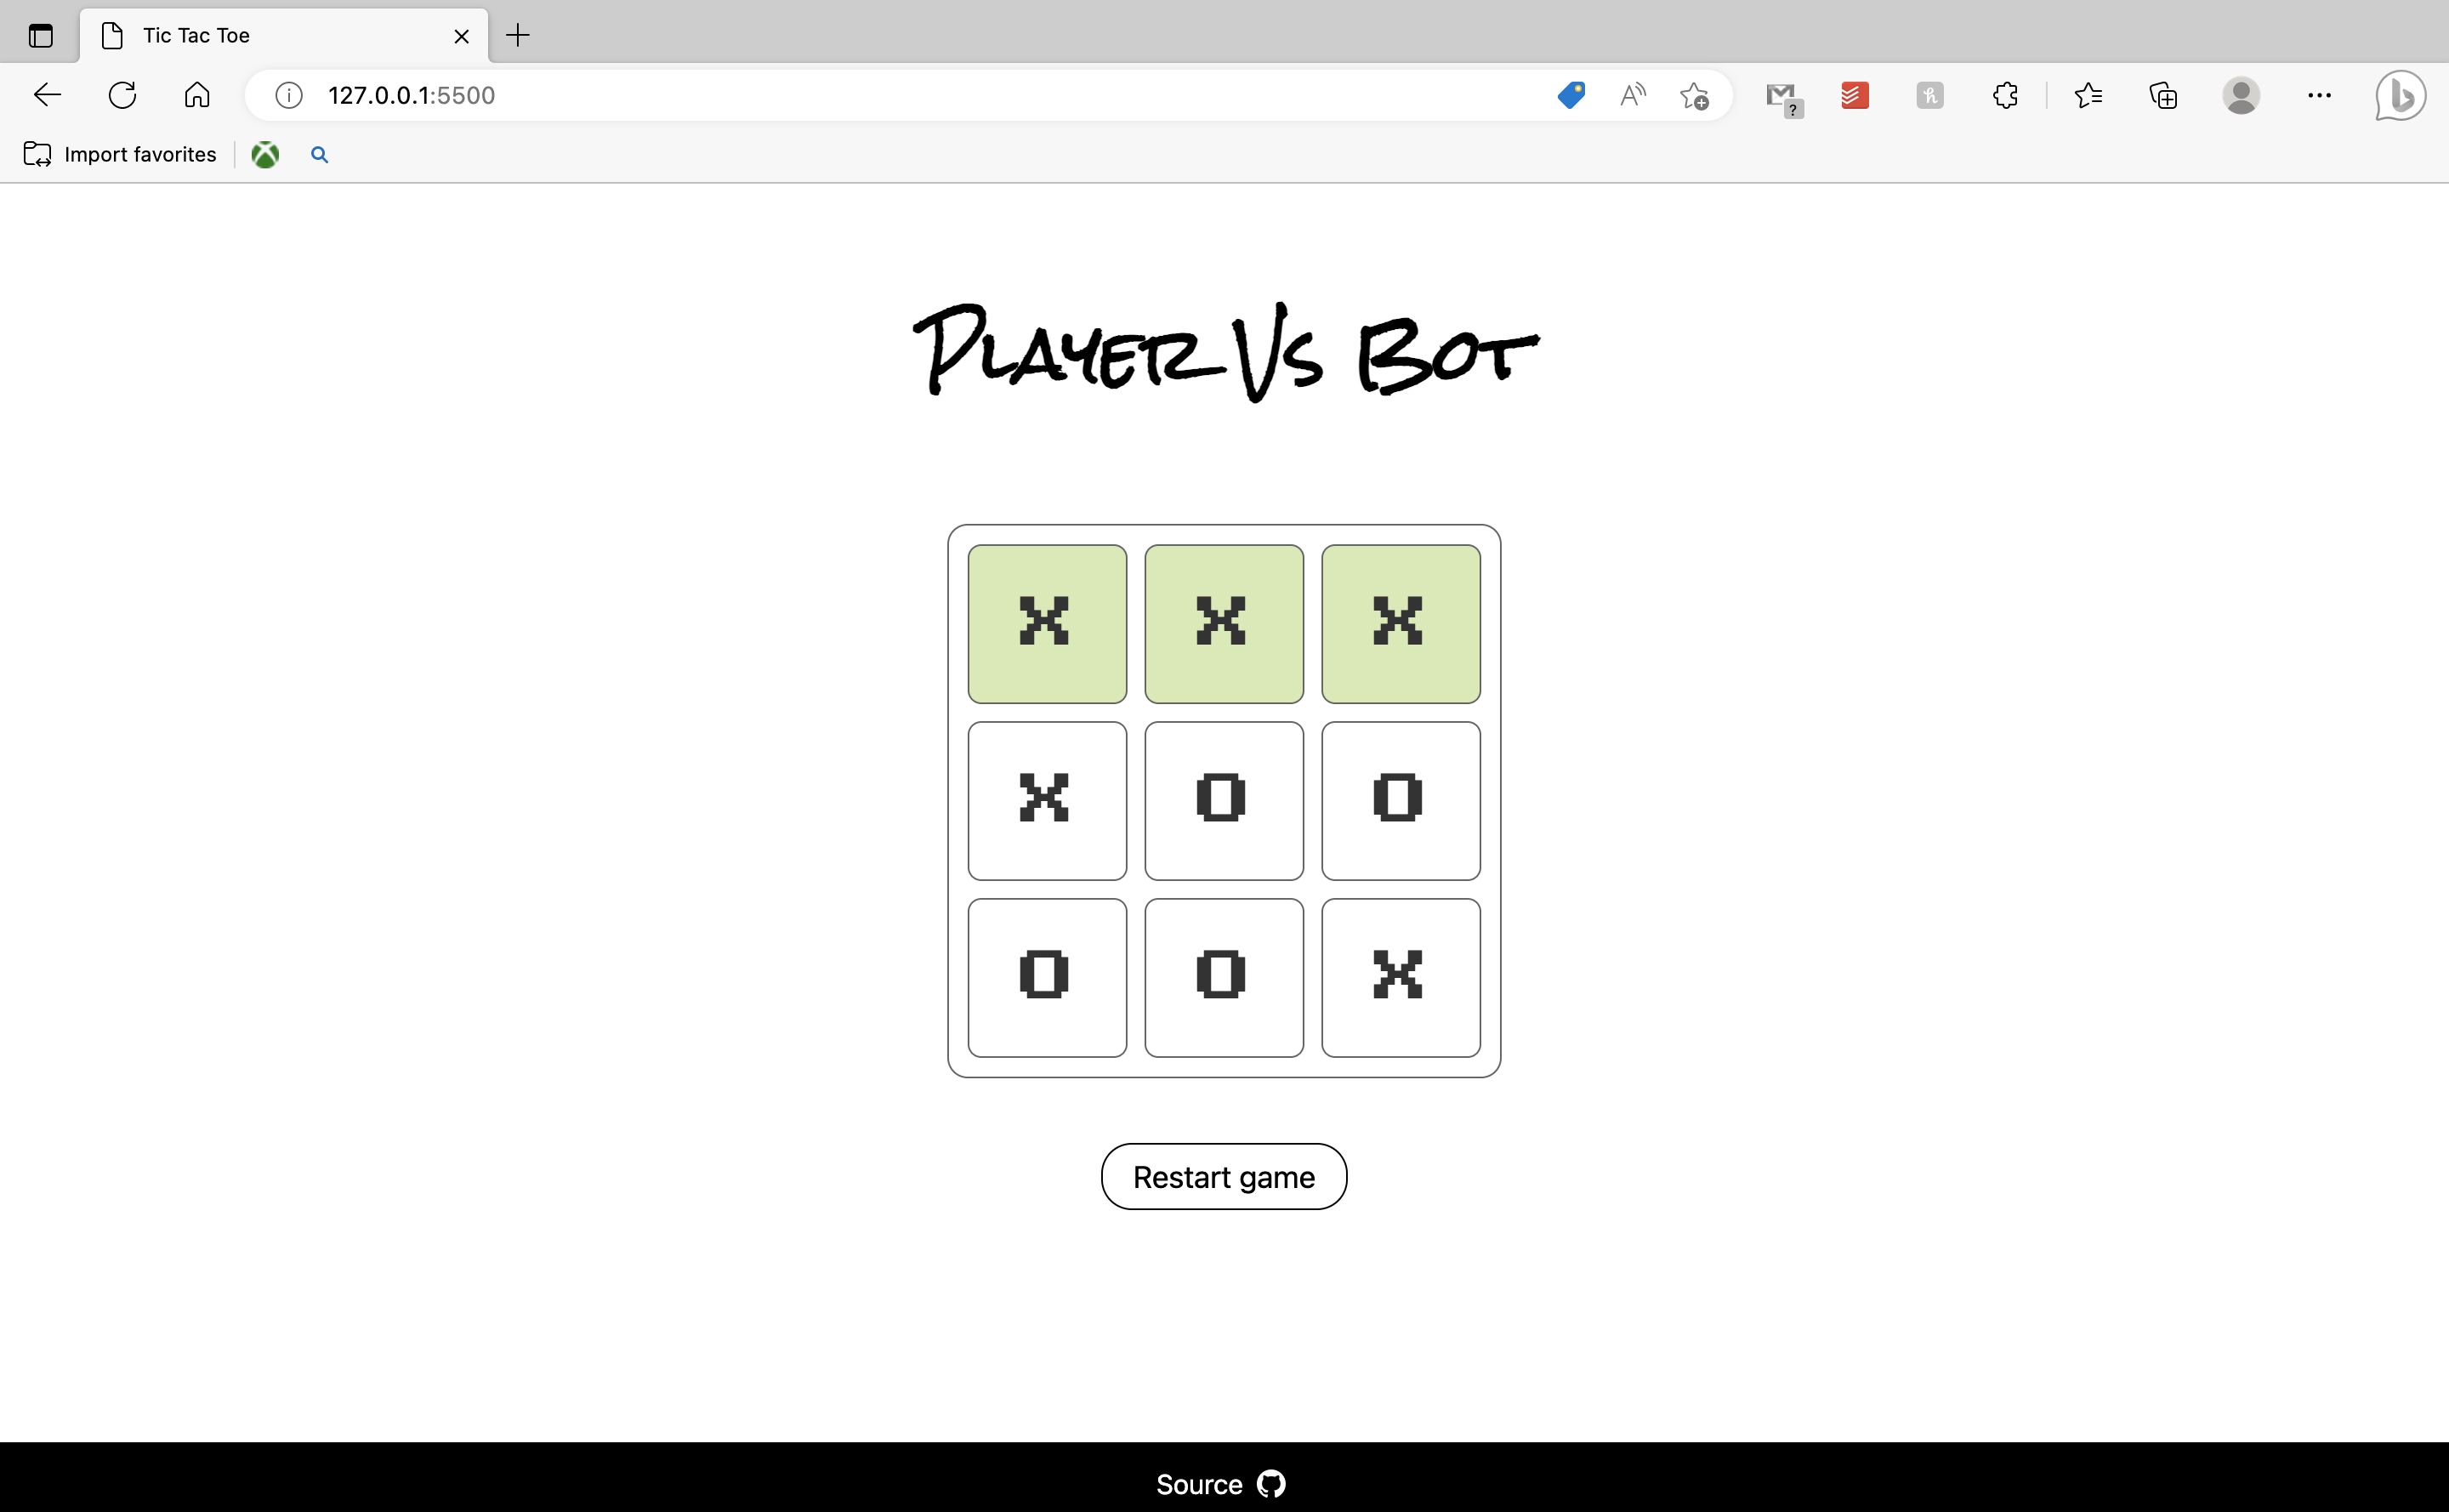 Tic Tac Toe
127.0.0.1:5500
Import favorites
Player Vs Bot
X X X
X O O
O O X
Restart game
Source